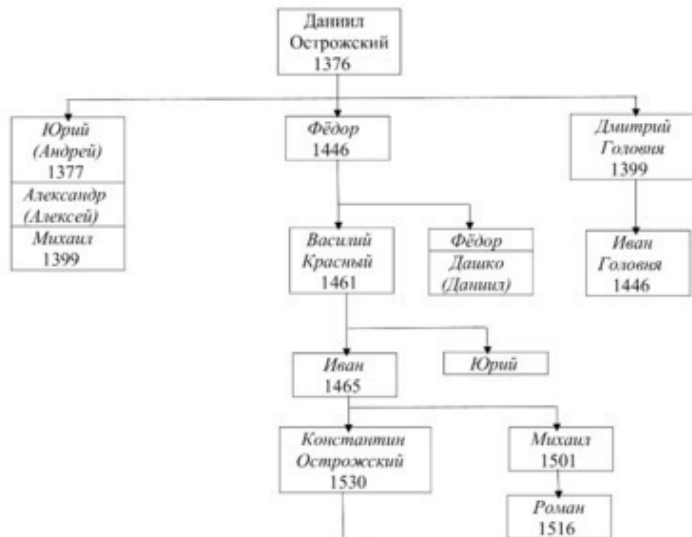 Даниил
Острожский
1376
Юрий
(Андрей)
1377
Александр
(Алексей)
Михаил
1399
Фёдор
1446
Дмитрий
Головня
1399
Василий
Красный
1461
Фёдор
Дашко
(Даниил)
Иван
Головня
1446
Иван
1465
Юрий
Константин
Острожский
1530
Михаил
1501
Роман
1516